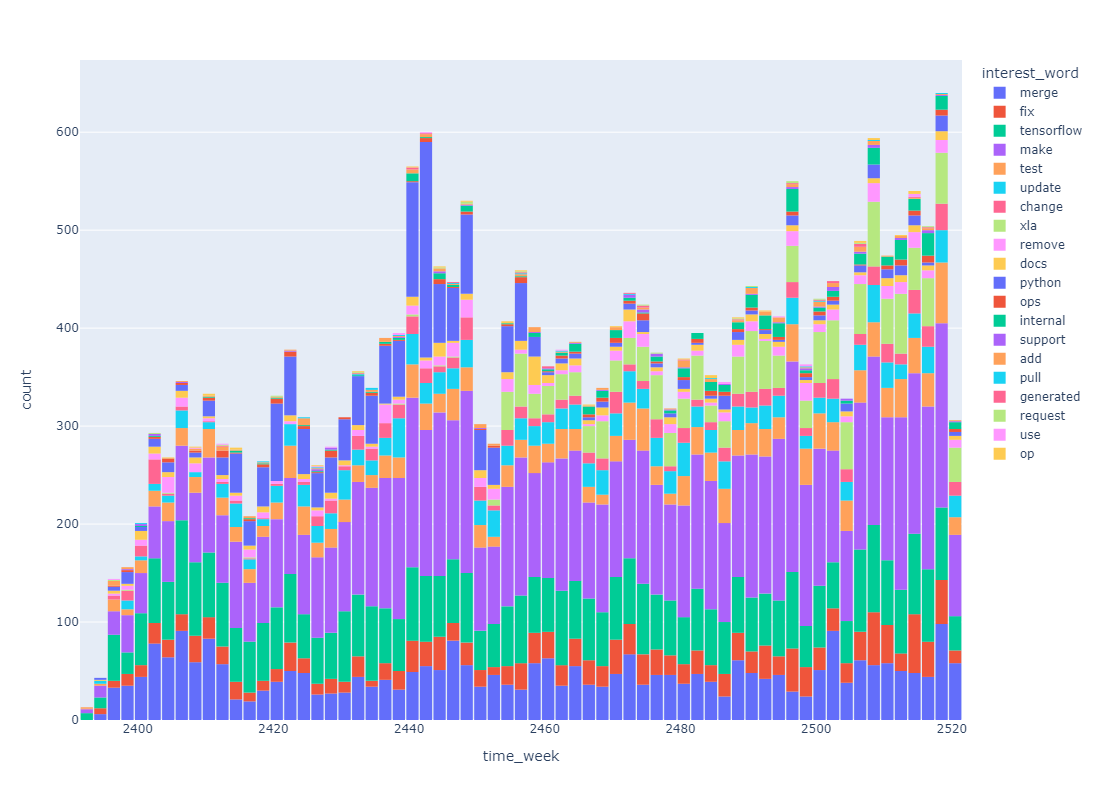 interest_word
merge
fix
tensorflow
make
test
update
change
xla
remove
docs
python
ops
internal
support
add
pull
generated
request
use
op
600
500
400
300
200
100
0
count
2400 2420 2440 2460 2480 2500 2520
time_week